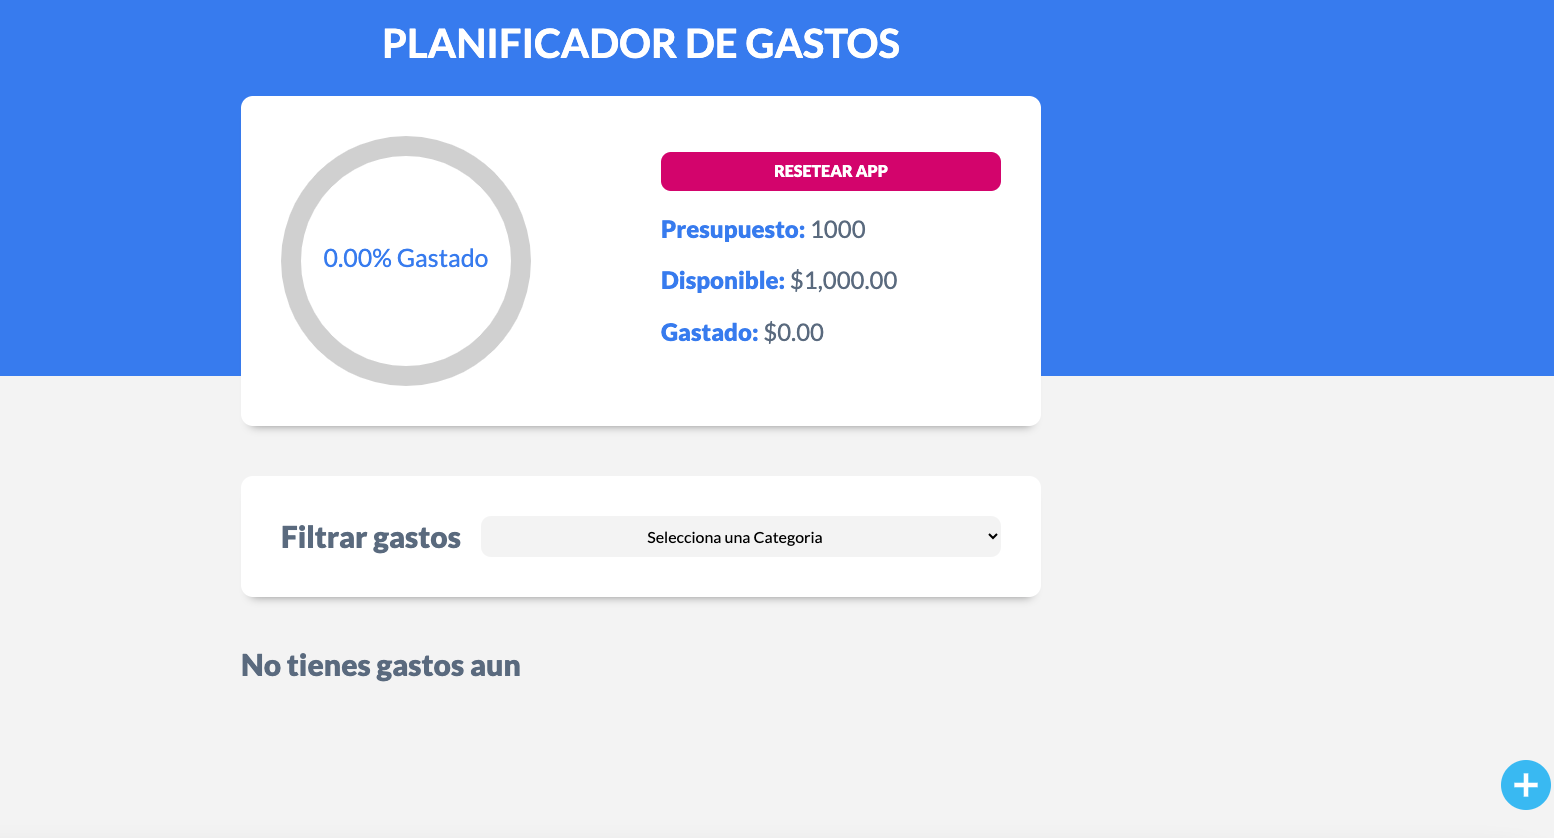 PLANIFICADOR DE GASTOS
0.00% Gastado
RESETEAR APP
Presupuesto: 1000
Disponible: $1,000.00
Gastado: $0.00
Filtrar gastos
Selecciona una Categoria
No tienes gastos aun